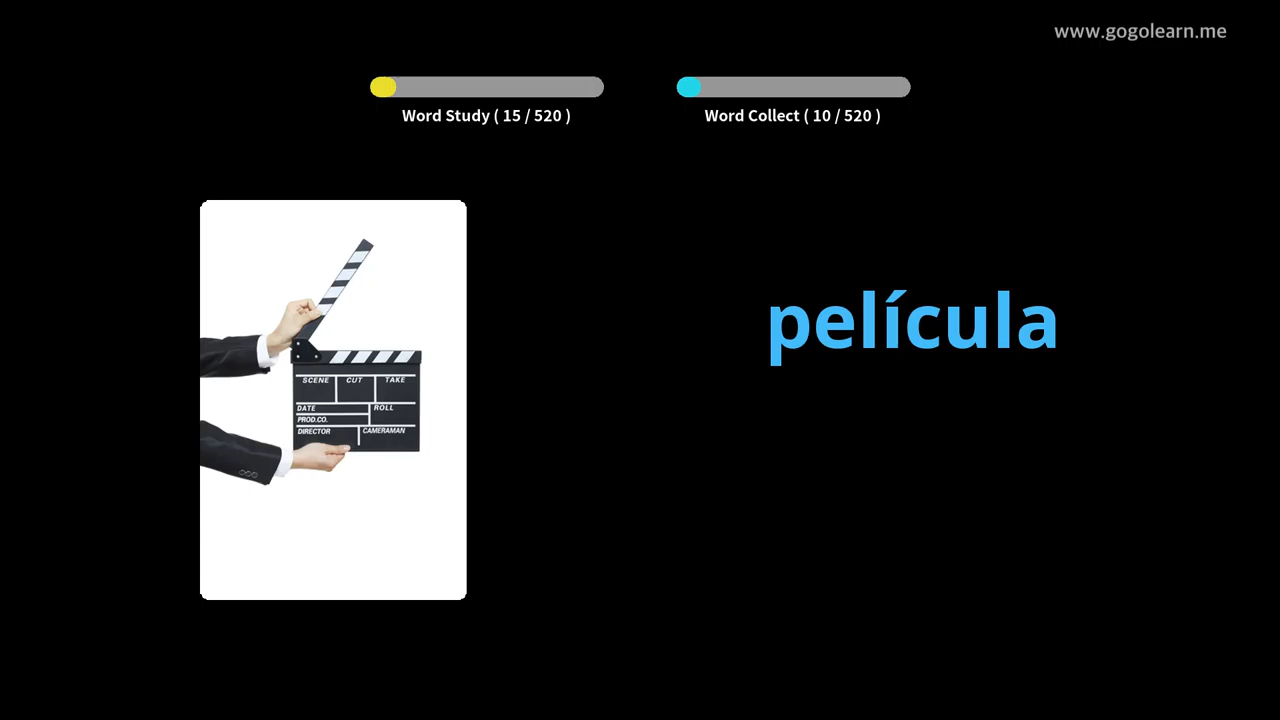 www.gogolearn.me
Word Study ( 15 / 520 )
Word Collect ( 10 / 520 )
película
SCENE CUT TAKE
DATE ROLL
PROD.CO.
DIRECTOR CAMERAMAN